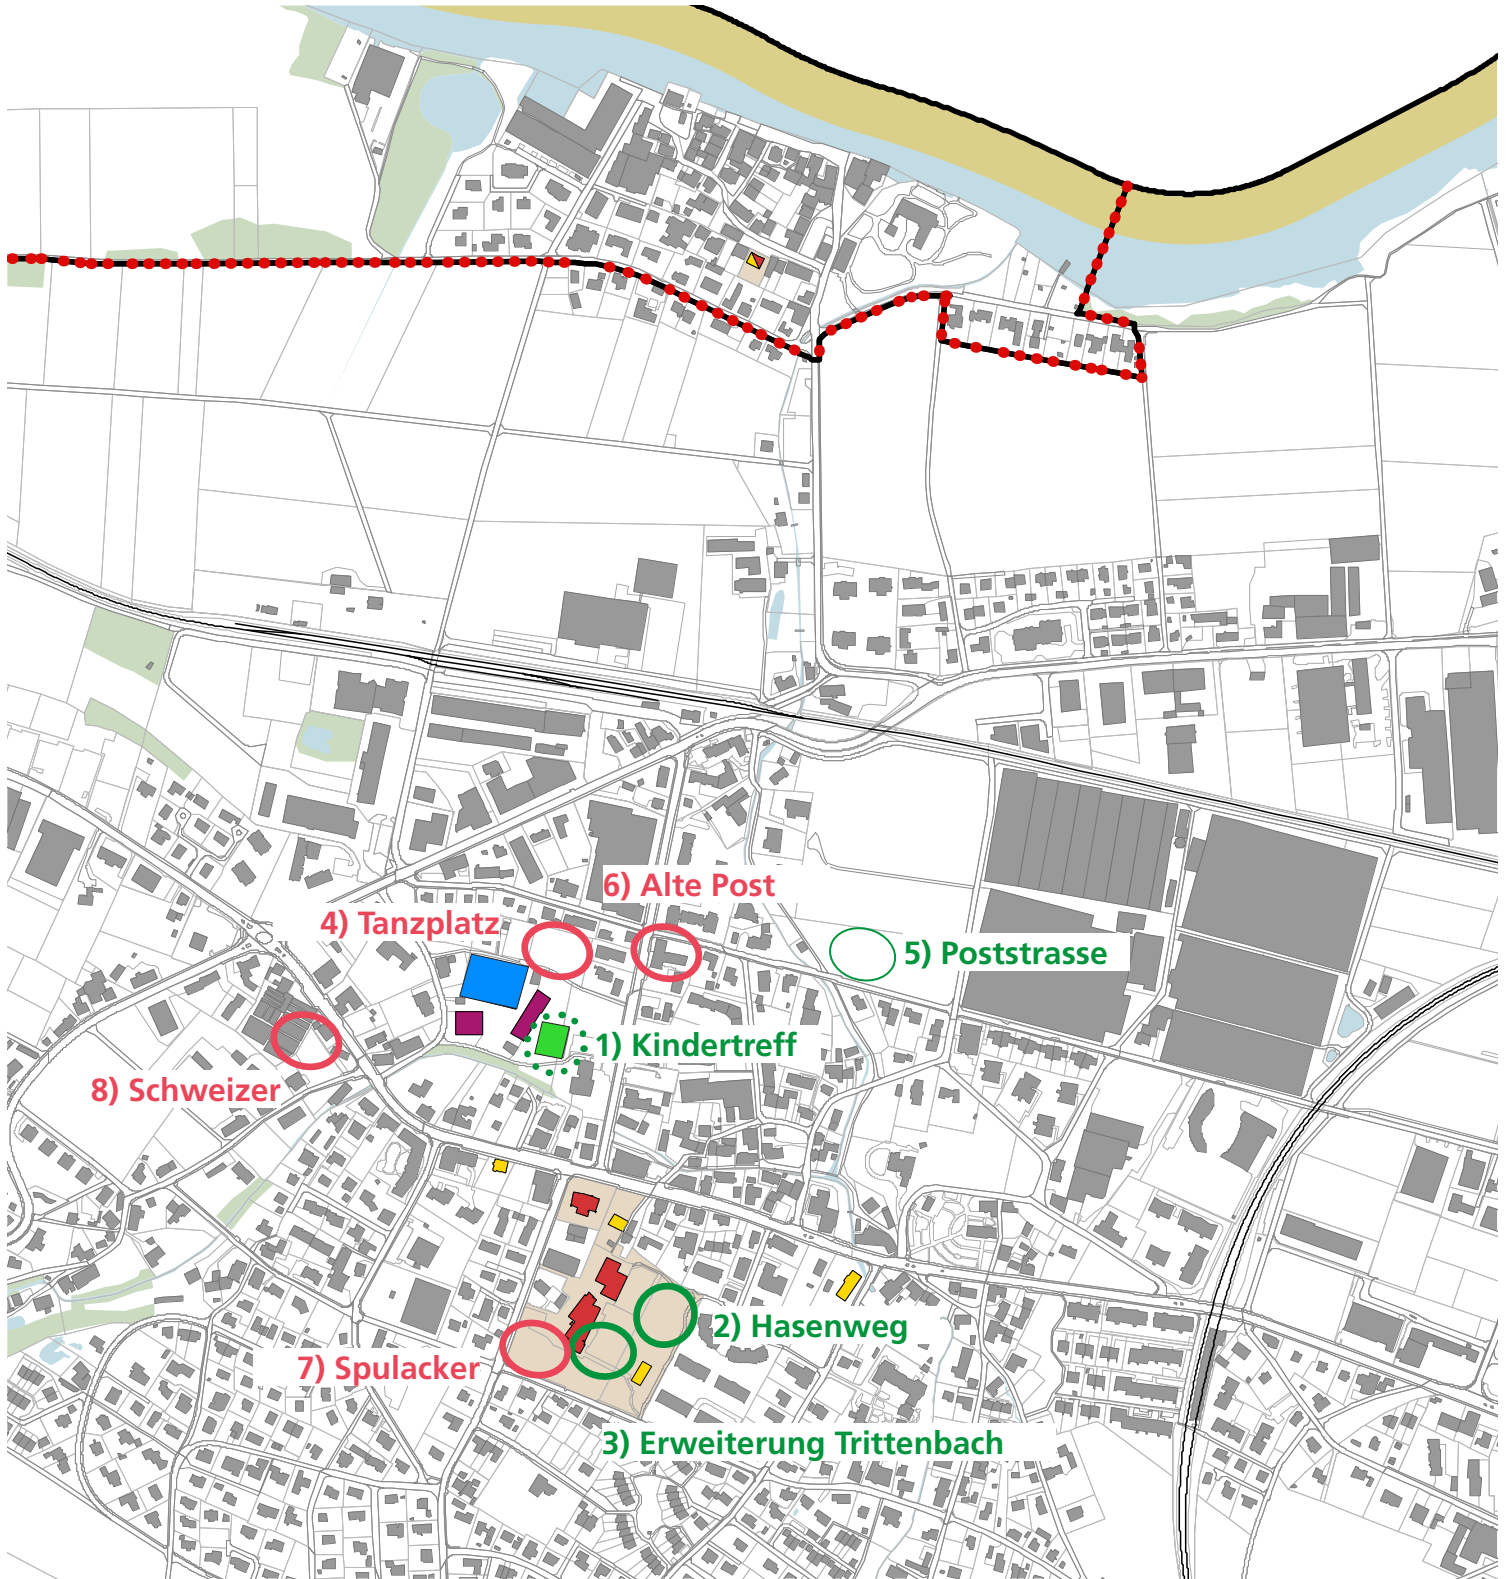 6) Alte Post
4) Tanzplatz
5) Poststrasse
1) Kindertreff
8) Schweizer
2) Hasenweg
7) Spulacker
3) Erweiterung Trittenbach